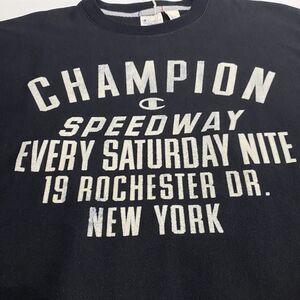 CHAMPION
SPEEDWAY
EVERY SATURDAY NITE
19 ROCHESTER DR.
NEW YORK